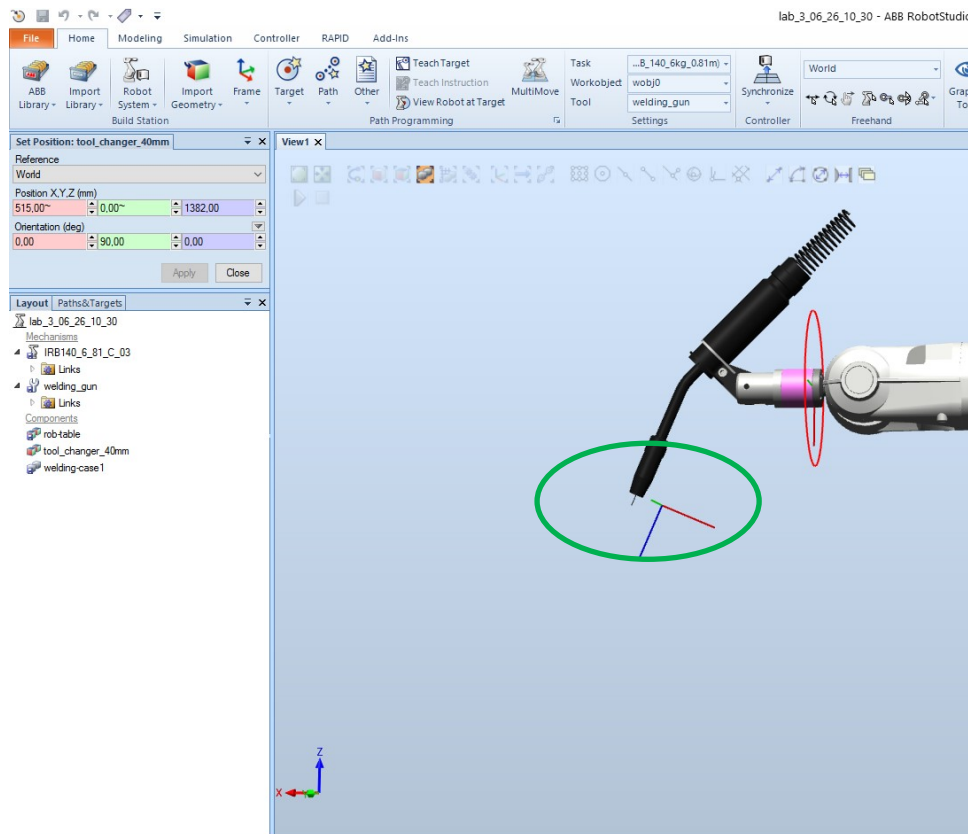 lab_3_06_26_10_30 - ABB RobotStudio
File Home Modeling Simulation Controller RAPID Add-Ins
ABB Library
Import Library
Robot System
Import Geometry
Frame
Build Station
Target
Path
Other
Teach Target
Teach Instruction
View Robot at Target
MultiMove
Path Programming
Task ...B_140_6kg_0.81m)
Workobject wobj0
Tool welding_gun
Settings
Synchronize
Controller
World
Freehand
Grap
To
Set Position: tool_changer_40mm
Reference
World
Position X,Y,Z (mm)
515,00~ 0,00~ 1382,00
Orientation (deg)
0,00 90,00 0,00
Apply Close
Layout Paths&Targets
lab_3_06_26_10_30
Mechanisms
IRB140_6_81_C_03
Links
welding_gun
Links
Components
rob-table
tool_changer_40mm
welding-case1
View1
Z
X